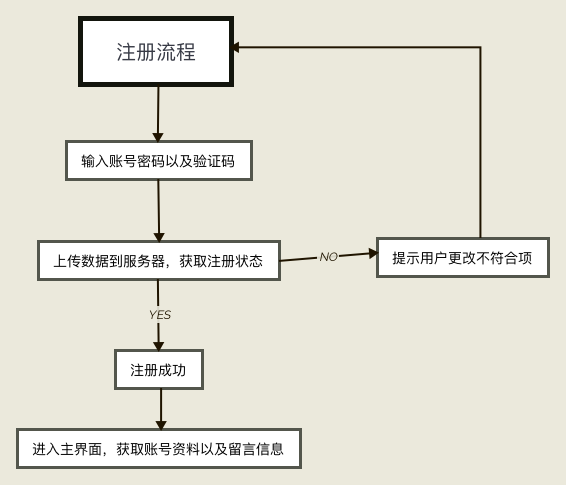 注册流程
输入账号密码以及验证码
上传数据到服务器，获取注册状态
NO
提示用户更改不符合项
YES
注册成功
进入主界面，获取账号资料以及留言信息